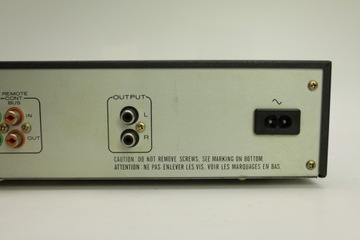 REMOTE
CONT
BUS
IN
OUT
OUTPUT
L
R
CAUTION: DO NOT REMOVE SCREWS. SEE MARKING ON BOTTOM.
ATTENTION: NE PAS ENLEVER LES VIS. VOIR LES MARQUAGES EN BAS.